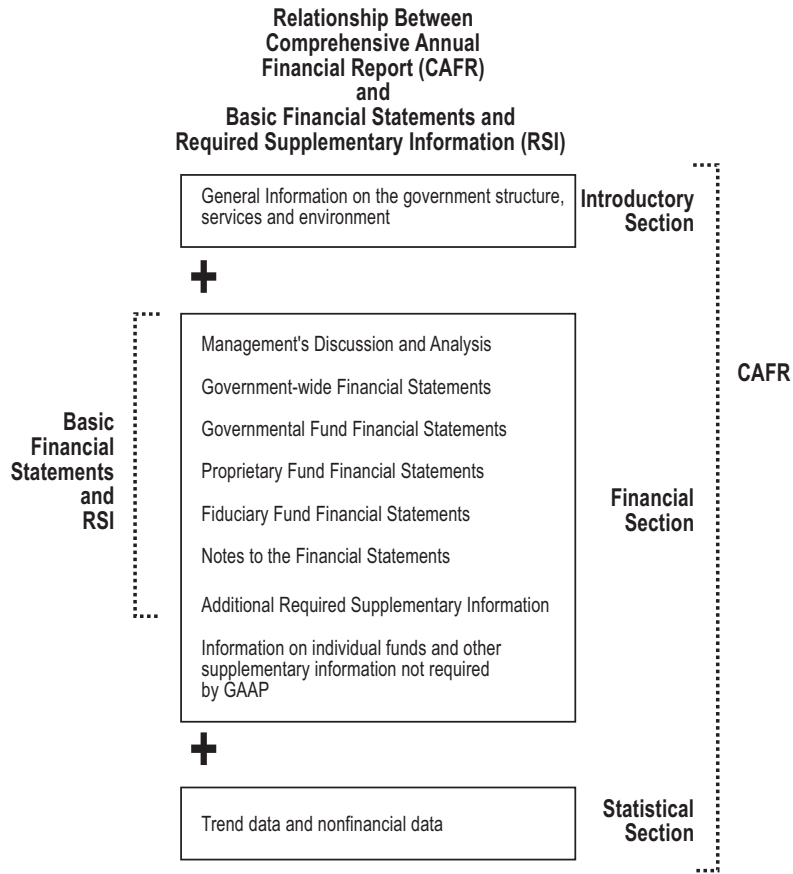 Relationship Between
Comprehensive Annual
Financial Report (CAFR)
and
Basic Financial Statements and
Required Supplementary Information (RSI)
General Information on the government structure,
services and environment
Introductory
Section
+
Management's Discussion and Analysis
Government-wide Financial Statements
Governmental Fund Financial Statements
Proprietary Fund Financial Statements
Fiduciary Fund Financial Statements
Notes to the Financial Statements
Additional Required Supplementary Information
Information on individual funds and other
supplementary information not required
by GAAP
Basic
Financial
Statements
and
RSI
Financial
Section
CAFR
+
Trend data and nonfinancial data
Statistical
Section